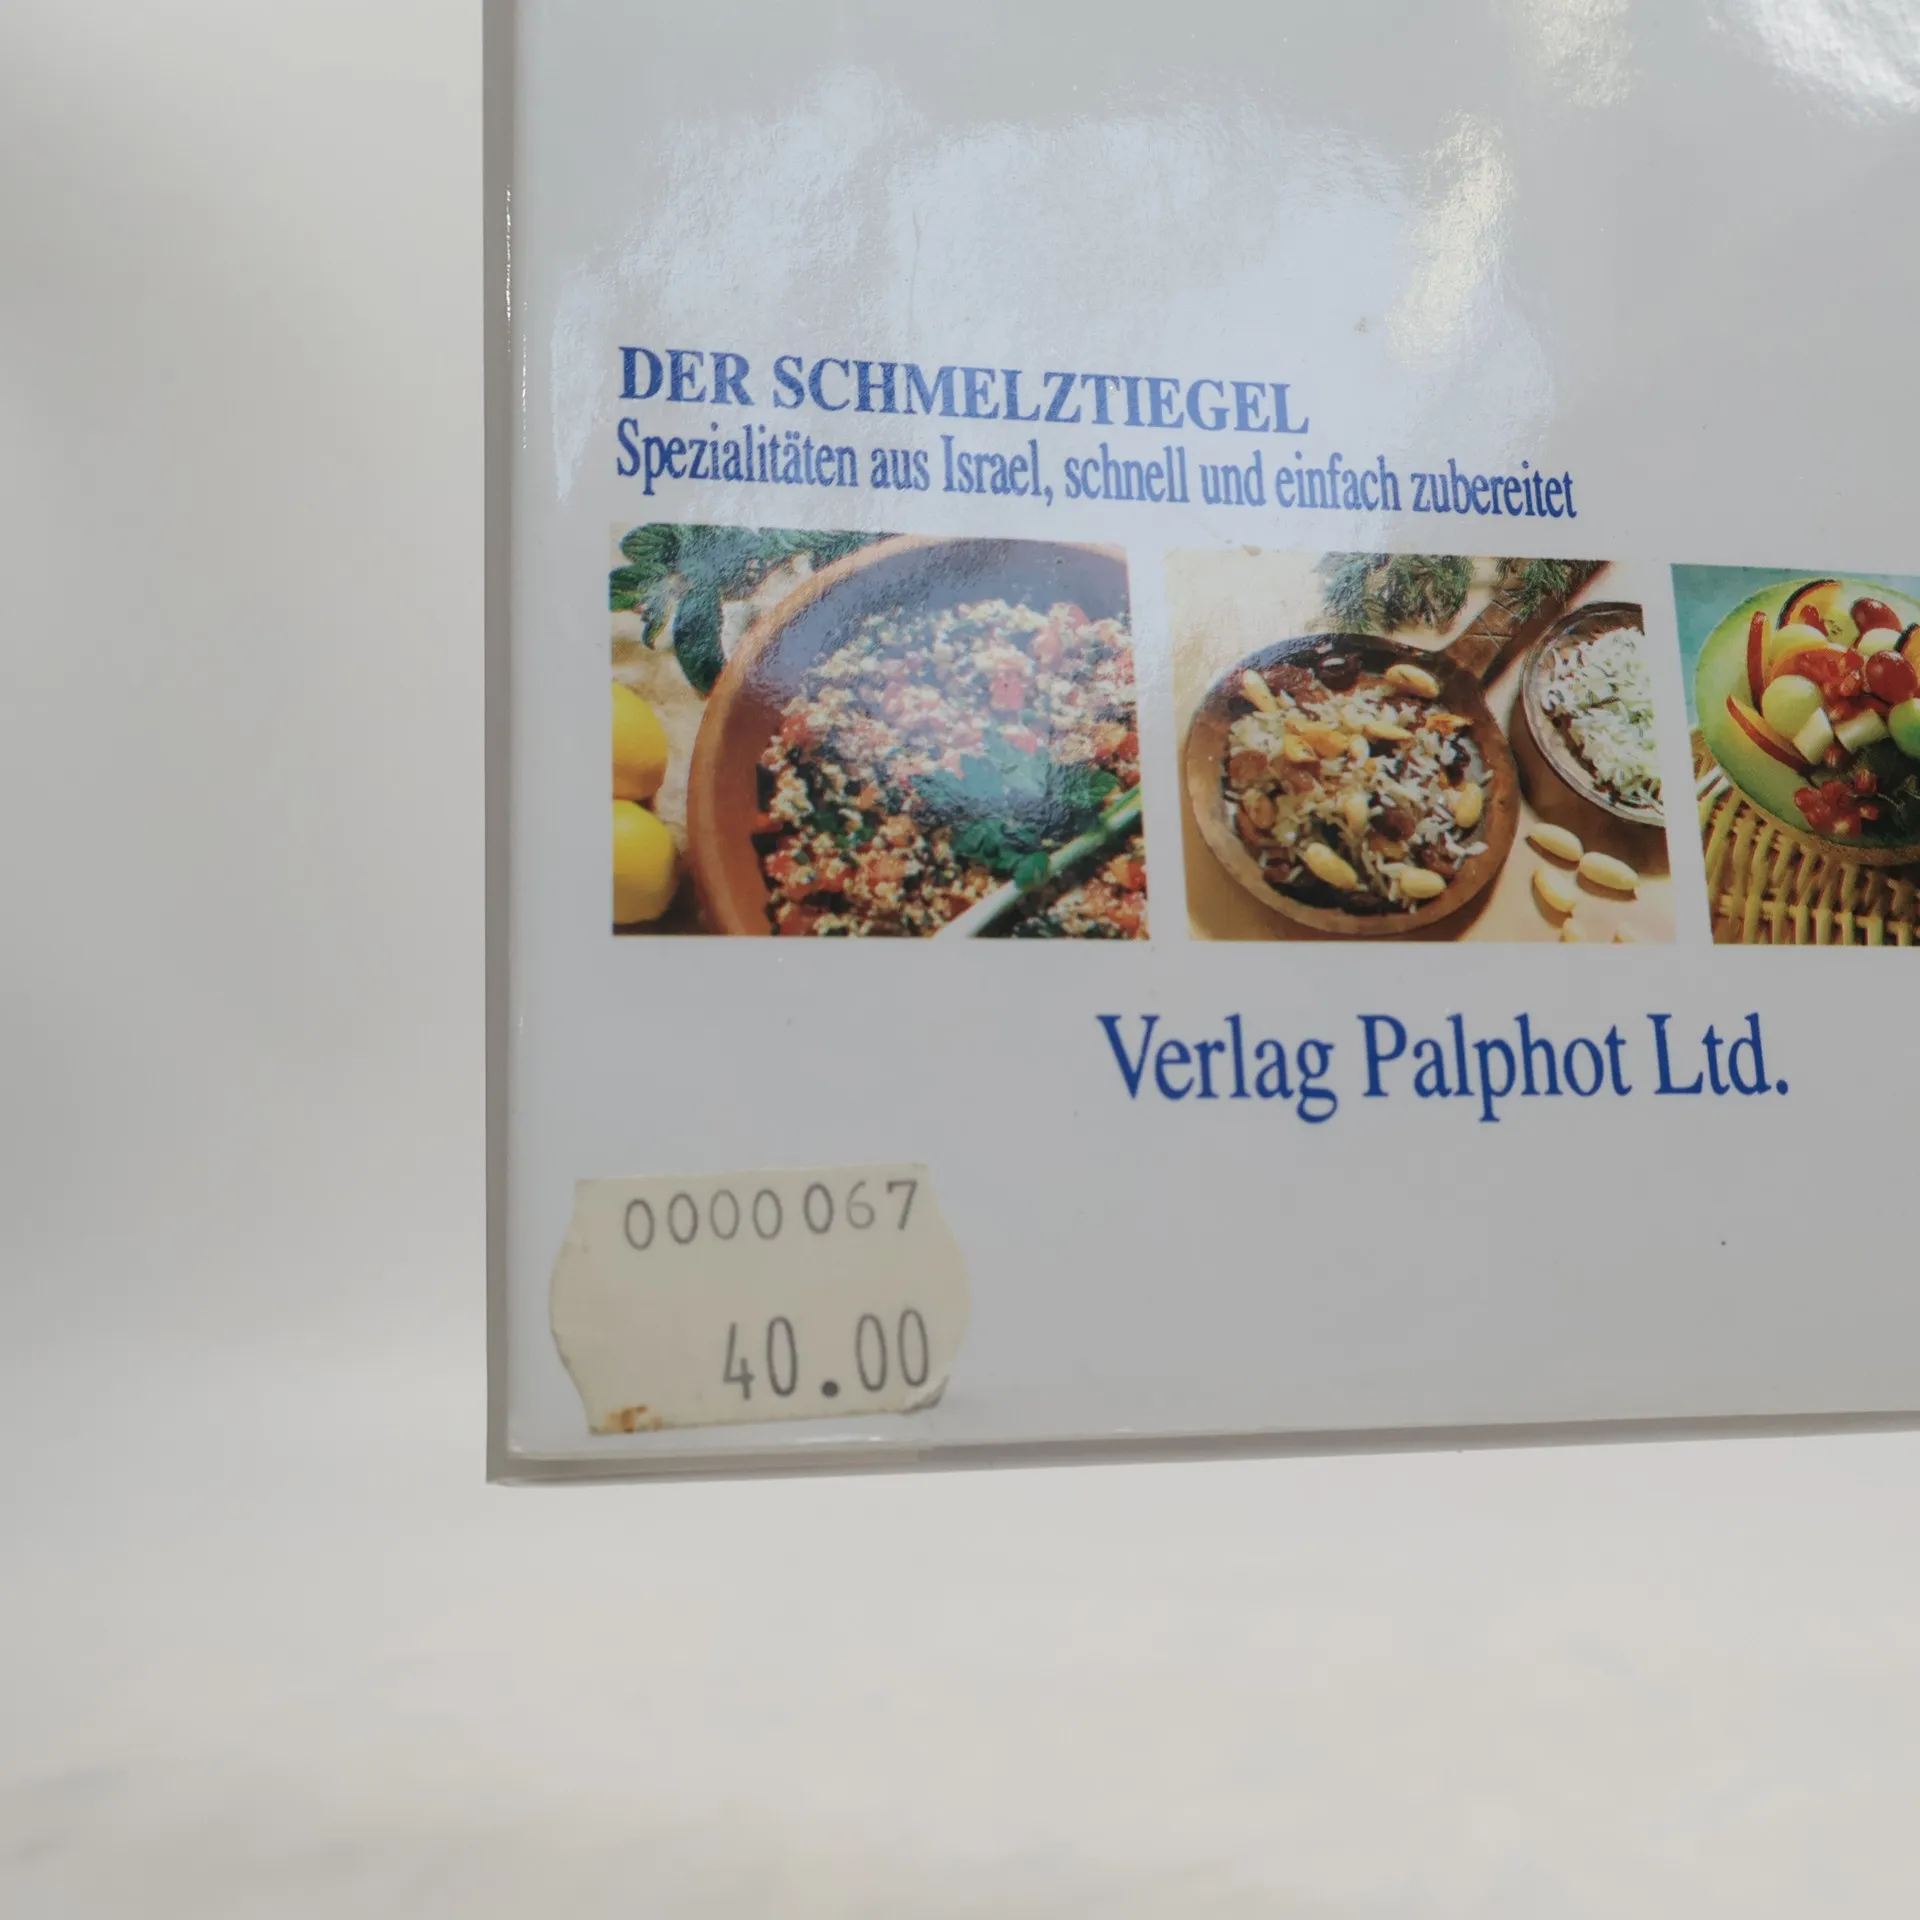 DER SCHMELZTIEGEL
Spezialitäten aus Israel, schnell und einfach zubereitet
Verlag Palphot Ltd.
0000067
40.00